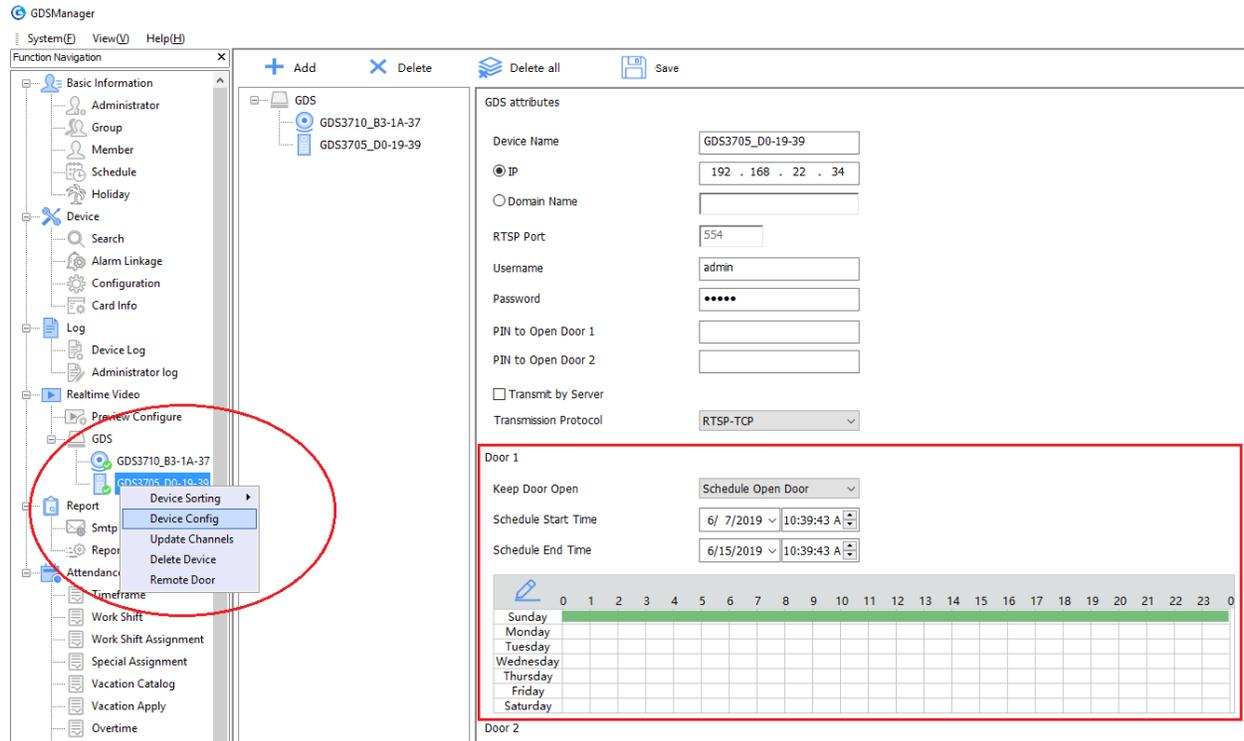 GDSManager
System(F) View(V) Help(H)
Function Navigation
Basic Information
Administrator
Group
Member
Schedule
Holiday
Device
Search
Alarm Linkage
Configuration
Card Info
Log
Device Log
Administrator log
Realtime Video
Preview Configure
GDS
GDS3710_B3-1A-37
GDS3705_D0-19-39
Device Sorting
Device Config
Update Channels
Delete Device
Remote Door
Report
Smtp
Repor
Attendanc
Timeframe
Work Shift
Work Shift Assignment
Special Assignment
Vacation Catalog
Vacation Apply
Overtime
Add Delete Delete all Save
GDS
GDS3710_B3-1A-37
GDS3705_D0-19-39
GDS attributes
Device Name GDS3705_D0-19-39
IP 192 . 168 . 22 . 34
Domain Name
RTSP Port 554
Username admin
Password •••••
PIN to Open Door 1
PIN to Open Door 2
Transmit by Server
Transmission Protocol RTSP-TCP
Door 1
Keep Door Open Schedule Open Door
Schedule Start Time 6/ 7/2019 10:39:43 A
Schedule End Time 6/15/2019 10:39:43 A
0 1 2 3 4 5 6 7 8 9 10 11 12 13 14 15 16 17 18 19 20 21 22 23 0
Sunday
Monday
Tuesday
Wednesday
Thursday
Friday
Saturday
Door 2